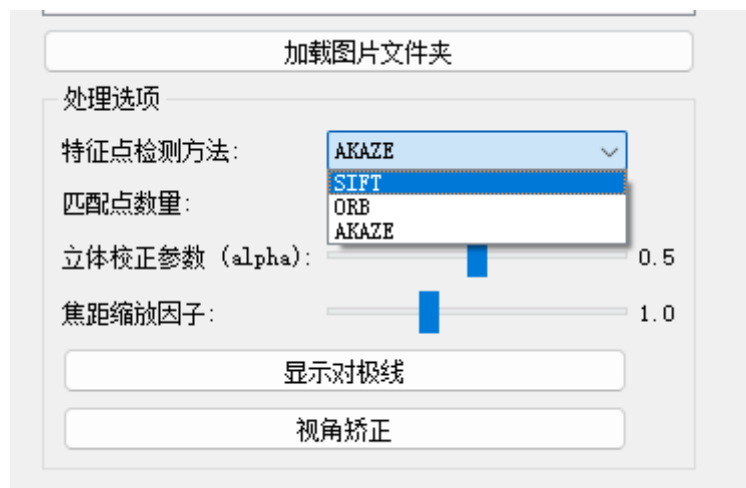 加载图片文件夹
处理选项
特征点检测方法: AKAZE
SIFT
匹配点数量:
ORB
AKAZE
立体校正参数 (alpha): 0.5
焦距缩放因子: 1.0
显示对极线
视角矫正